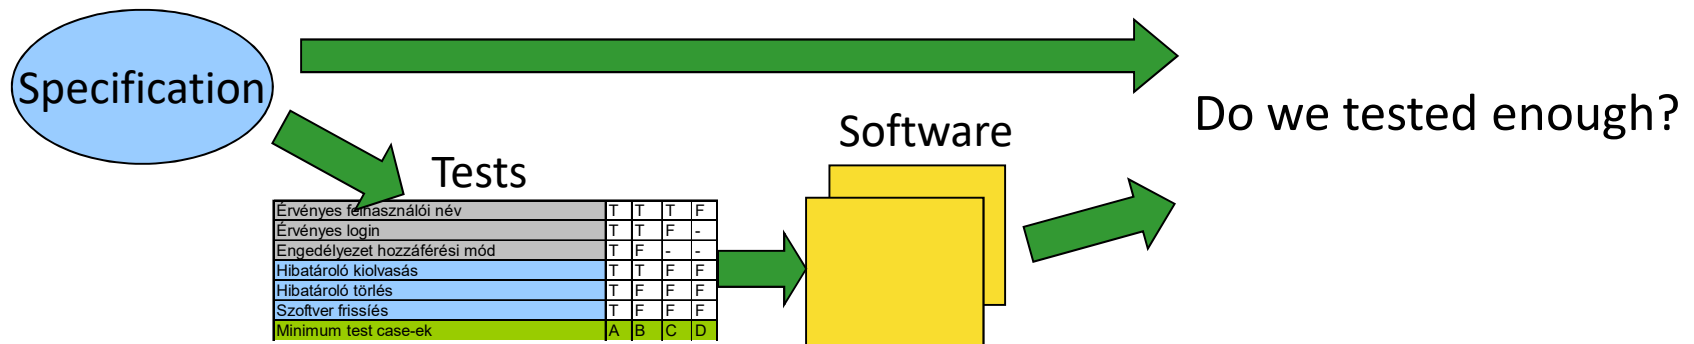 Specification
Do we tested enough?
Software
Tests
Érvényes felhasználói név T T T F
Érvényes login T T F -
Engedélyezet hozzáférési mód T F - -
Hibatároló kiolvasás T T F F
Hibatároló törlés T F F F
Szoftver frissíés T F F F
Minimum test case-ek A B C D